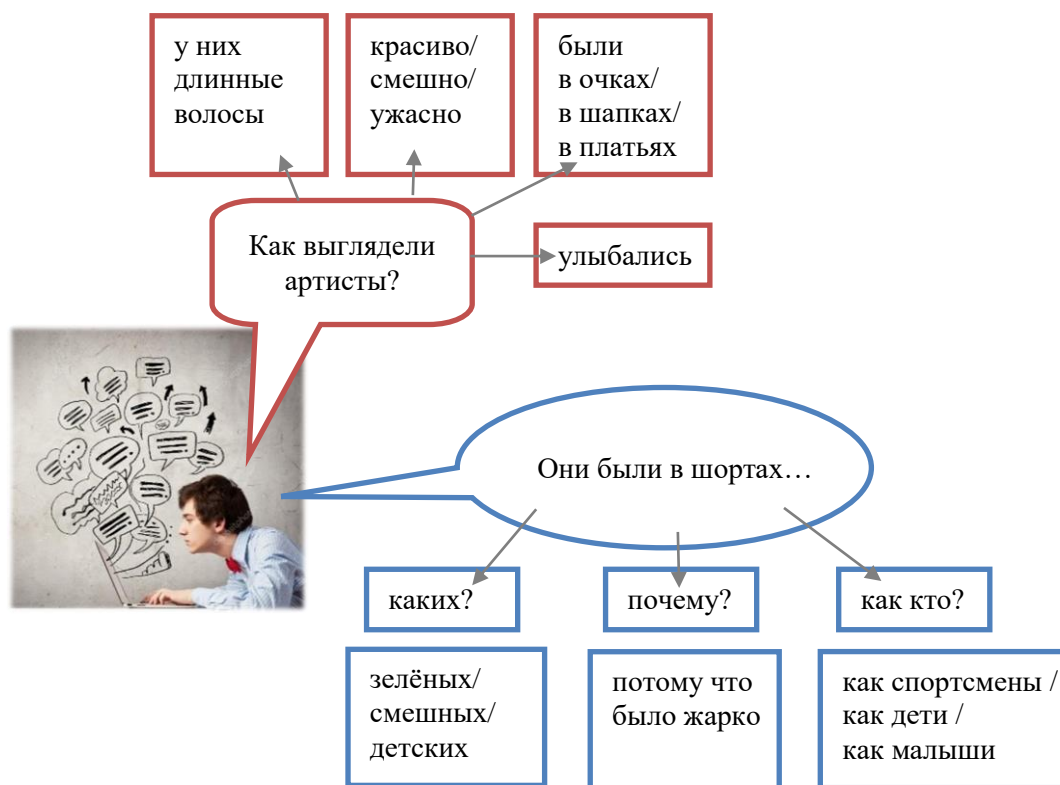 у них
длинные
волосы
красиво/
смешно/
ужасно
были
в очках/
в шапках/
в платьях
Как выглядели
артисты?
улыбались
Они были в шортах…
каких?
почему?
как кто?
зелёных/
смешных/
детских
потому что
было жарко
как спортсмены /
как дети /
как малыши